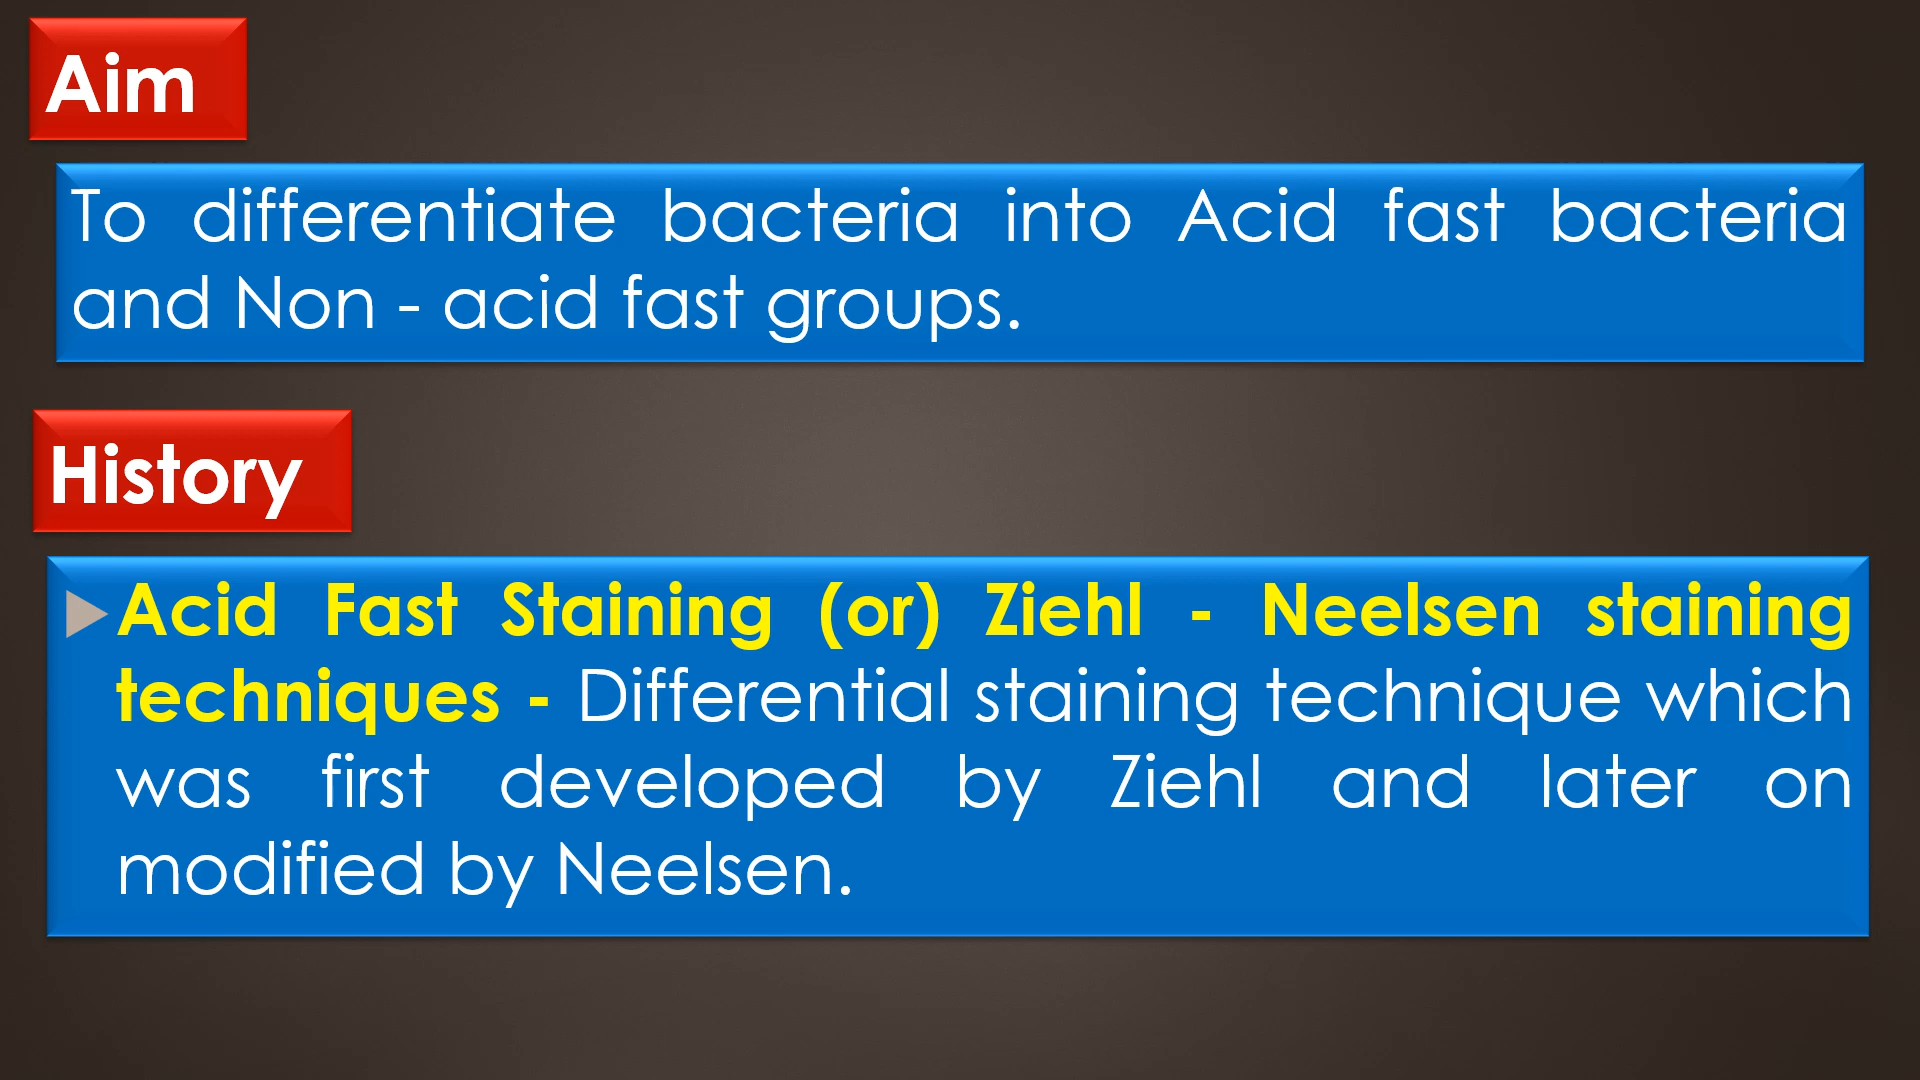 Aim
To differentiate bacteria into Acid fast bacteria
and Non - acid fast groups.
History
Acid Fast Staining (or) Ziehl - Neelsen staining
techniques - Differential staining technique which
was first developed by Ziehl and later on
modified by Neelsen.